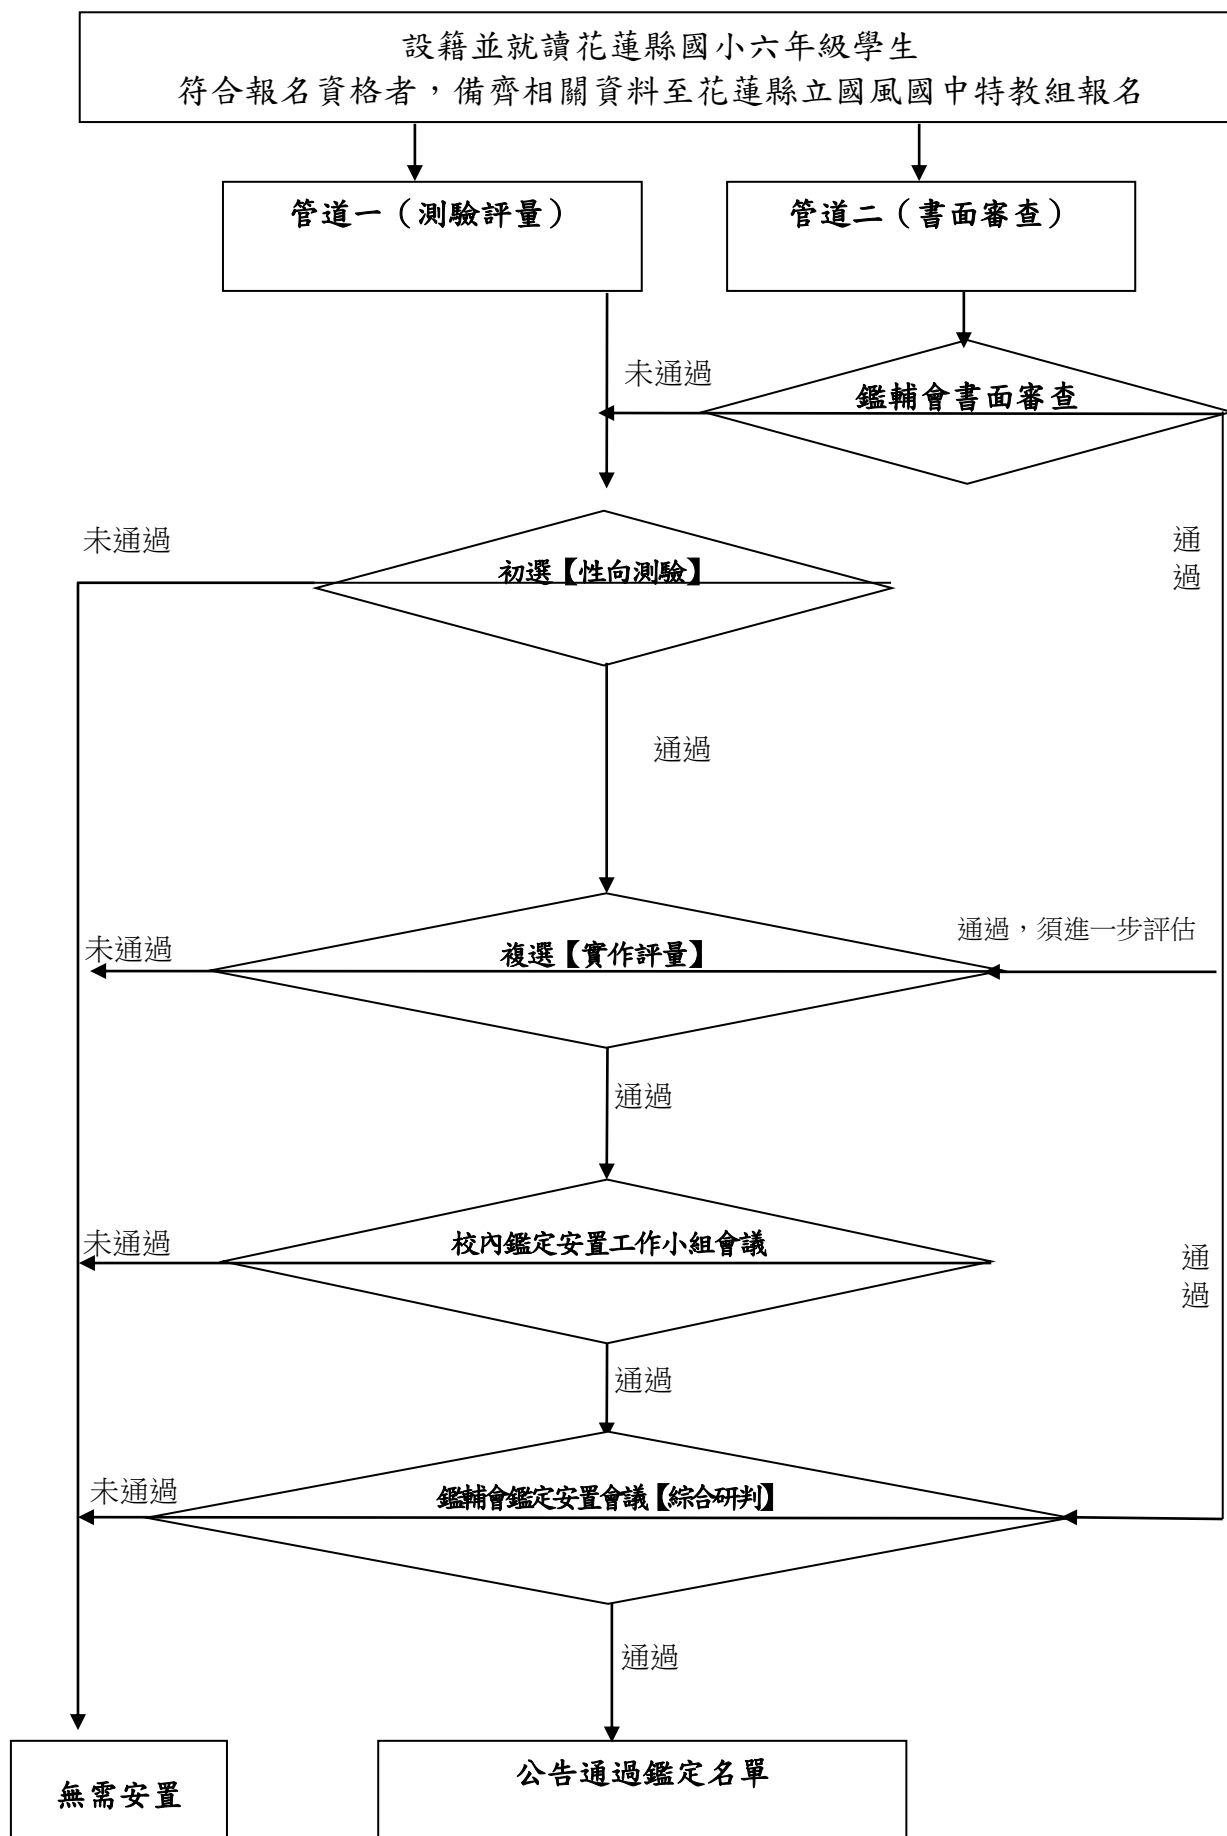 設籍並就讀花蓮縣國小六年級學生
符合報名資格者，備齊相關資料至花蓮縣立國風國中特教組報名
管道一（測驗評量）
管道二（書面審查）
未通過
鑑輔會書面審查
未通過
通
過
初選【性向測驗】
通過
通過，須進一步評估
未通過
複選【實作評量】
通過
未通過
校內鑑定安置工作小組會議
通
過
通過
未通過
鑑輔會鑑定安置會議【綜合研判】
通過
無需安置
公告通過鑑定名單